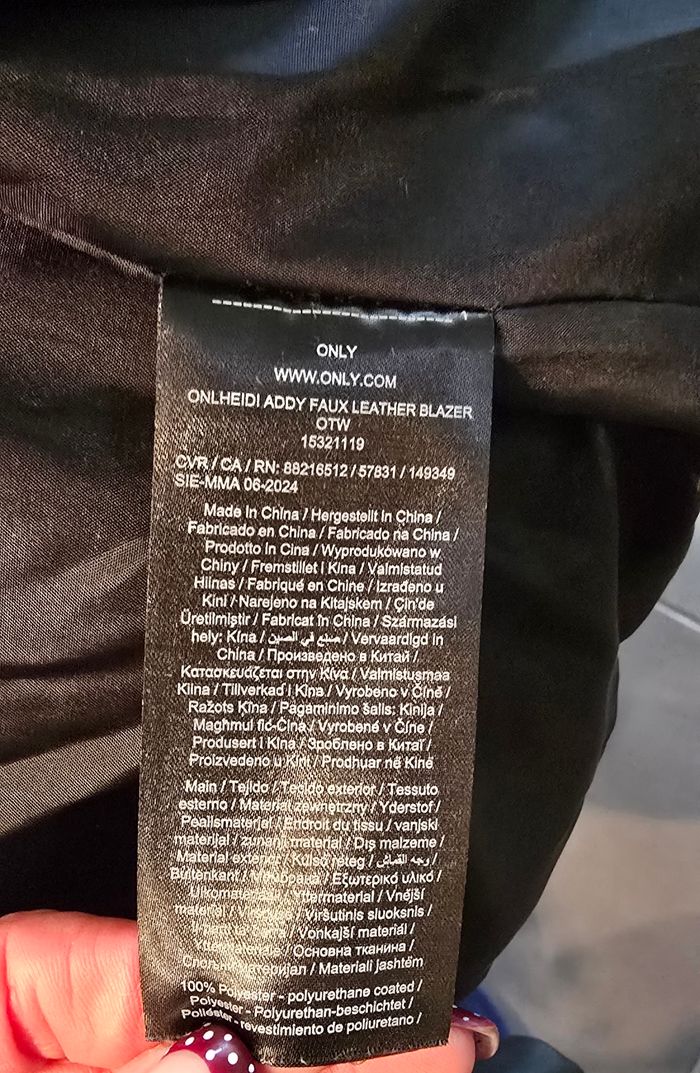 ONLY
WWW.ONLY.COM
ONLHEIDI ADDY FAUX LEATHER BLAZER
OTW
15321119
CVR / CA / RN: 88216512 / 57831 / 149349
SIE-MMA 06-2024
Made in China / Hergestellt in China /
Fabricado en China / Fabricado na China /
Prodotto in Cina / Wyprodukowano w
Chiny / Fremstillet i Kina / Valmistatud
Hiinas / Fabriqué en Chine / Izrađeno u
Kini / Narejeno na Kitajskem / Çin'de
Üretilmiştir / Fabricat în China / Származási
hely: Kína / صنع في الصين / Vervaardigd in
China / Произведено в Китай /
Κατασκευάζεται στην Κίνα / Valmistusmaa
Kiina / Tillverkad i Kina / Vyrobeno v Číně /
Ražots Ķīna / Pagaminimo šalis: Kinija /
Magħmul fiċ-Ċina / Vyrobené v Číne /
Produsert i Kina / Зроблено в Китаї /
Proizvedeno u Kini / Prodhuar në Kinë
Main / Tejido / Tecido exterior / Tessuto
esterno / Materiał zewnętrzny / Yderstof /
Pealismaterjal / Endroit du tissu / vanjski
materijal / zunanji material / Dış malzeme /
Material exterior / Külső réteg / وجه القماش /
Buitenkant / Εξωτερικό υλικό /
Ulkomateriaali / Yttermaterial / Vnější
materiál / Viršutinis sluoksnis /
Vonkajší materiál /
Yttermateriale / Основна тканина /
материјал / Materiali jashtëm
100% Polyester - polyurethane coated /
Polyester - Polyurethan-beschichtet /
Poliéster - revestimiento de poliuretano /